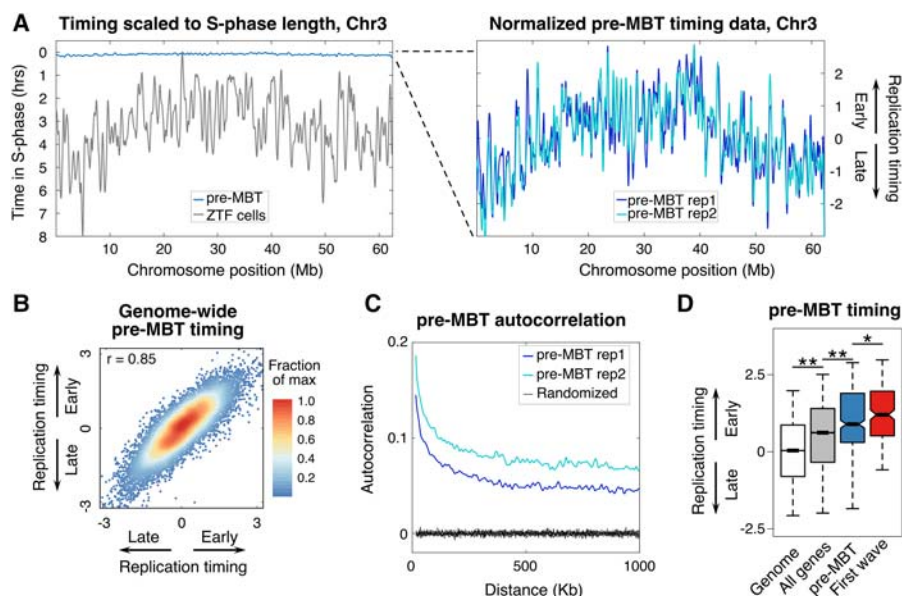 A
Timing scaled to S-phase length, Chr3
Time in S-phase (hrs)
0
1
2
3
4
5
6
7
8
pre-MBT
ZTF cells
10
20
30
40
50
60
Chromosome position (Mb)
Normalized pre-MBT timing data, Chr3
2
1
0
-1
-2
Early
Late
Replication timing
pre-MBT rep1
pre-MBT rep2
10
20
30
40
50
60
Chromosome position (Mb)
B
Genome-wide
pre-MBT timing
r = 0.85
Replication timing
Early
Late
3
0
-3
-3
0
3
Late
Early
Replication timing
Fraction
of max
1.0
0.8
0.6
0.4
0.2
C
pre-MBT autocorrelation
Autocorrelation
0.2
0.1
0
pre-MBT rep1
pre-MBT rep2
Randomized
0
500
1000
Distance (Kb)
D
pre-MBT timing
Replication timing
Early
Late
2.5
0
-2.5
**
**
*
Genome
All genes
pre-MBT
First wave